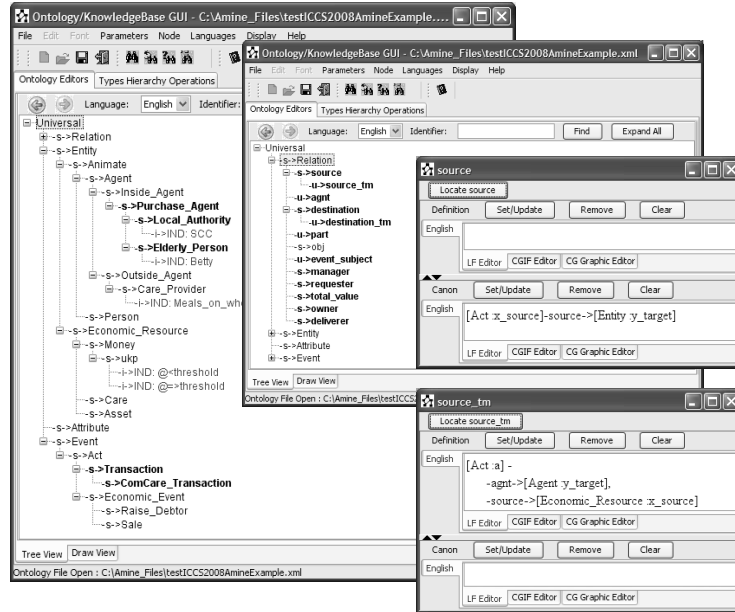 Ontology/KnowledgeBase GUI - C:\Amine_Files\testICCS2008AmineExample....
File Edit Font Parameters Node Languages Display Help
Ontology Editors Types Hierarchy Operations
Language: English Identifier:
Universal
-s->Relation
-s->Entity
-s->Animate
-s->Agent
-s->Inside_Agent
-s->Purchase_Agent
-s->Local_Authority
-i->IND: SCC
-s->Elderly_Person
-i->IND: Betty
-s->Outside_Agent
-s->Care_Provider
-i->IND: Meals_on_whe
-s->Person
-s->Economic_Resource
-s->Money
-s->ukp
-i->IND: @<threshold
-i->IND: @=>threshold
-s->Care
-s->Asset
-s->Attribute
-s->Event
-s->Act
-s->Transaction
-s->ComCare_Transaction
-s->Economic_Event
-s->Raise_Debtor
-s->Sale
Tree View Draw View
Ontology File Open : C:\Amine_Files\testICCS2008AmineExample.xml
Ontology/KnowledgeBase GUI - C:\Amine_Files\testICCS2008AmineExample.xml
File Edit Font Parameters Node Languages Display Help
Ontology Editors Types Hierarchy Operations
Language: English Identifier: Find Expand All
Universal
-s->Relation
-s->source
-u->source_tm
-u->agnt
-s->destination
-u->destination_tm
-u->part
-s->obj
-u->event_subject
-s->manager
-s->requester
-s->total_value
-s->owner
-s->deliverer
-s->Entity
-s->Attribute
-s->Event
Tree View Draw View
Ontology File Open : C:\Amine_Files\testICCS
source
Locate source
Definition Set/Update Remove Clear
English
LF Editor CGIF Editor CG Graphic Editor
Canon Set/Update Remove Clear
English
[Act :x_source]-source->[Entity :y_target]
LF Editor CGIF Editor CG Graphic Editor
source_tm
Locate source_tm
Definition Set/Update Remove Clear
English
[Act :a] -
-agnt->[Agent :y_target],
-source->[Economic_Resource :x_source]
LF Editor CGIF Editor CG Graphic Editor
Canon Set/Update Remove Clear
English
LF Editor CGIF Editor CG Graphic Editor